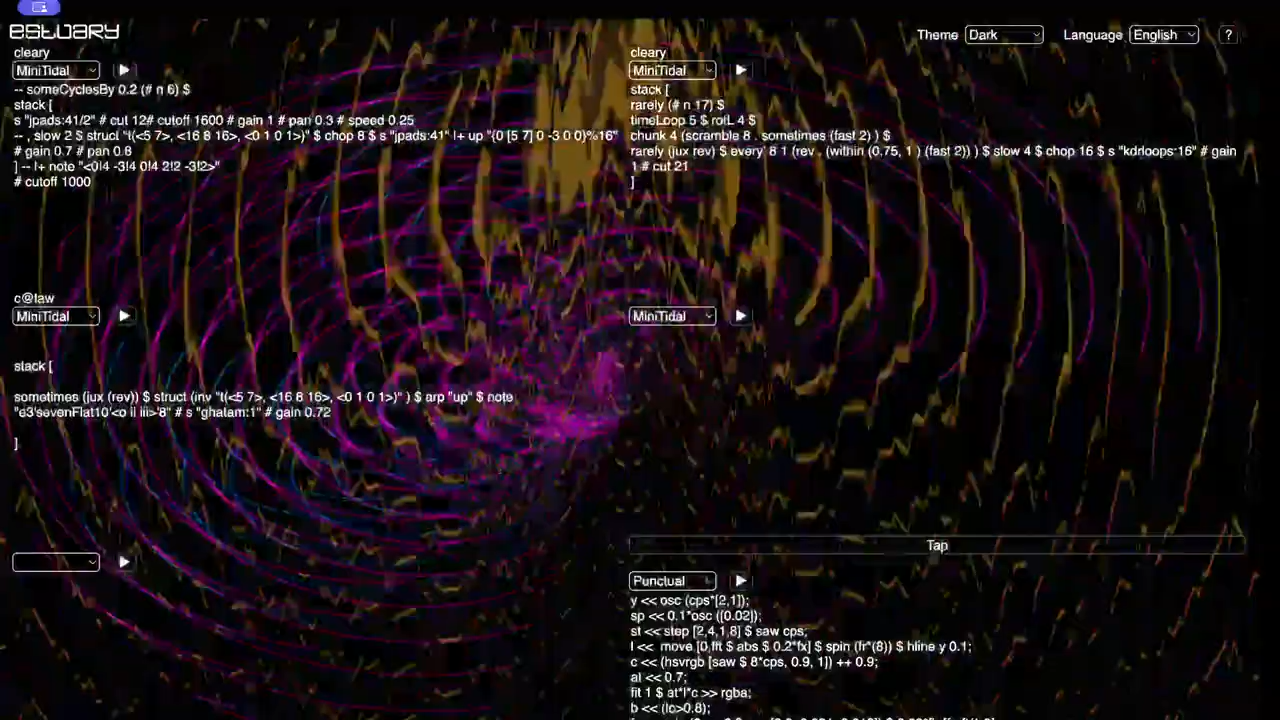 estuary
Theme Dark Language English ?
cleary
MiniTidal
-- someCyclesBy 0.2 (# n 6) $
stack [
s "jpads:41/2" # cut 12# cutoff 1600 # gain 1 # pan 0.3 # speed 0.25
-- , slow 2 $ struct "t(<5 7>, <16 8 16>, <0 1 0 1>)" $ chop 8 $ s "jpads:41" |+ up "{0 [5 7] 0 -3 0 0}%16"
# gain 0.7 # pan 0.6
] -- |+ note "<0!4 -3!4 0!4 2!2 -3!2>"
# cutoff 1000
cleary
MiniTidal
stack [
rarely (# n 17) $
timeLoop 5 $ rotL 4 $
chunk 4 (scramble 8 . sometimes (fast 2) ) $
rarely (jux rev) $ every' 8 1 (rev . (within (0.75, 1 ) (fast 2)) ) $ slow 4 $ chop 16 $ s "kdrloops:16" # gain
1 # cut 21
]
c@law
MiniTidal
stack [
sometimes (jux (rev)) $ struct (inv "t(<5 7>, <16 8 16>, <0 1 0 1>)" ) $ arp "up" $ note
"e3'sevenFlat10'<o ii iii>'8" # s "ghatam:1" # gain 0.72
]
MiniTidal
Tap
Punctual
y << osc (cps*[2,1]);
sp << 0.1*osc ([0.02]);
st << step [2,4,1,8] $ saw cps;
l << move [0,fit $ abs $ 0.2*fx] $ spin (fr*(8)) $ hline y 0.1;
c << (hsvrgb [saw $ 8*cps, 0.9, 1]) ++ 0.9;
al << 0.7;
fit 1 $ at*l*c >> rgba;
b << (lo>0.8);